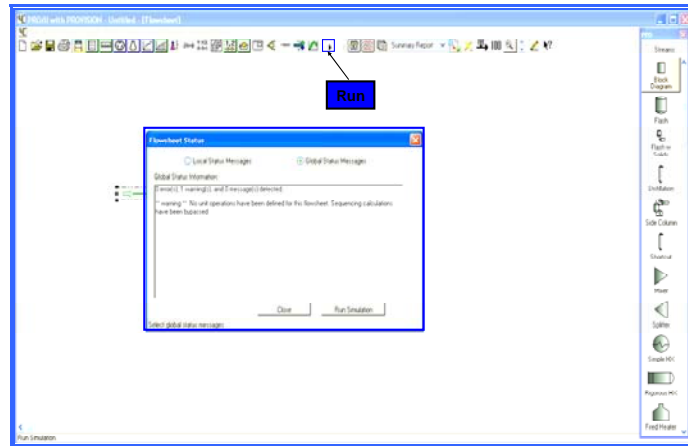 PRO/II with PROVISION - Untitled - [Flowsheet]
Summary Repor
Run
Flowsheet Status
Local Status Messages
Global Status Messages
Global Status Information:
0 error(s), 1 warning(s), and 0 message(s) detected.
** warning ** No unit operations have been defined for this flowsheet. Sequencing calculations
have been bypassed
Close
Run Simulation
Select global status messages
Run Simulation
Streams
Block
Diagram
Flash
Flash w
Solids
Distillation
Side Column
Shortcut
Mixer
Splitter
Simple HX
Rigorous HX
Fired Heater